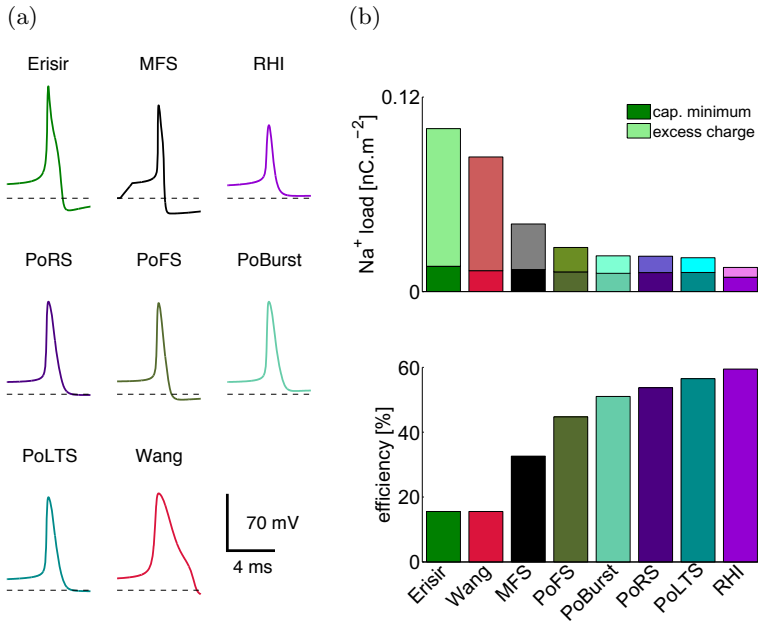 (a)
Erisir MFS RHI
PoRS PoFS PoBurst
PoLTS Wang
70 mV
4 ms
(b)
0.12
cap. minimum
excess charge
Na+ load [nC.m−2]
0
60
40
20
0
efficiency [%]
Erisir Wang MFS PoFS PoBurst PoRS PoLTS RHI